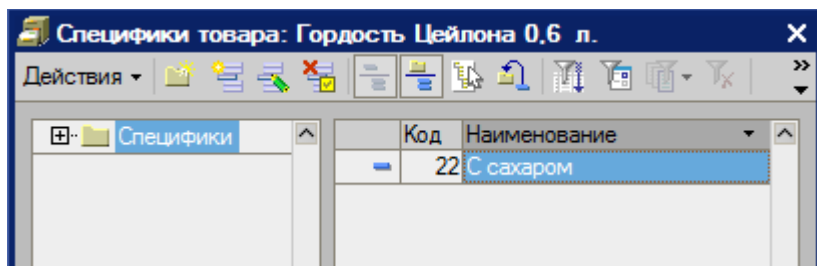 Специфики товара: Гордость Цейлона 0,6 л.
Действия
Специфики
Код Наименование
22 С сахаром